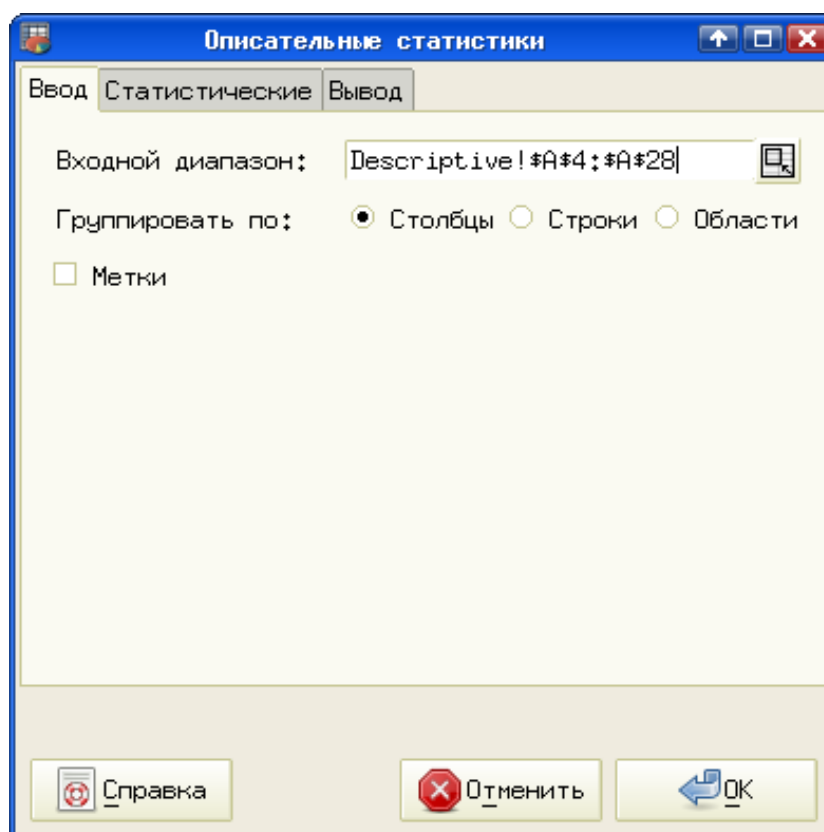 Описательные статистики
Ввод Статистические Вывод
Входной диапазон: Descriptive!$A$4:$A$28
Группировать по: Столбцы Строки Области
Метки
Справка Отменить OK